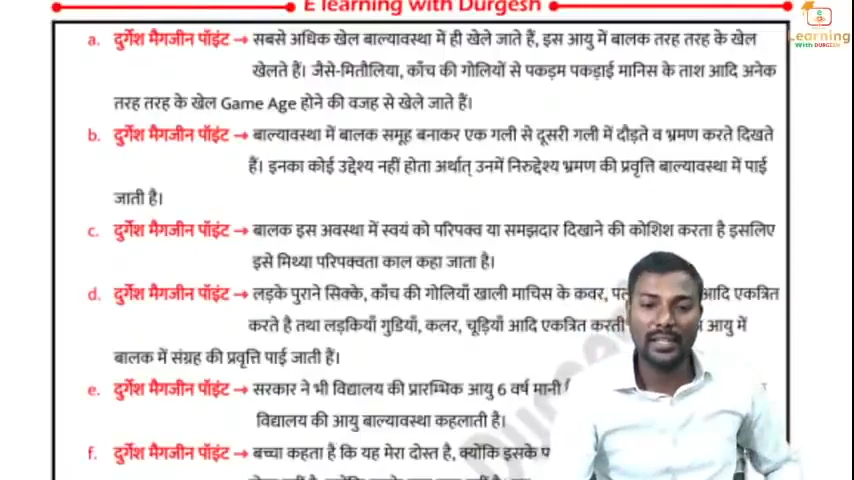 E learning with Durgesh
Learning
With DURGESH
a. दुर्गेश मैगजीन पॉइंट → सबसे अधिक खेल बाल्यावस्था में ही खेले जाते हैं, इस आयु में बालक तरह तरह के खेल
खेलते हैं। जैसे-मितौलिया, काँच की गोलियों से पकड़म पकड़ाई मानिस के ताश आदि अनेक
तरह तरह के खेल Game Age होने की वजह से खेले जाते हैं।
b. दुर्गेश मैगजीन पॉइंट → बाल्यावस्था में बालक समूह बनाकर एक गली से दूसरी गली में दौड़ते व भ्रमण करते दिखते
हैं। इनका कोई उद्देश्य नहीं होता अर्थात् उनमें निरुद्देश्य भ्रमण की प्रवृत्ति बाल्यावस्था में पाई
जाती है।
c. दुर्गेश मैगजीन पॉइंट → बालक इस अवस्था में स्वयं को परिपक्व या समझदार दिखाने की कोशिश करता है इसलिए
इसे मिथ्या परिपक्वता काल कहा जाता है।
d. दुर्गेश मैगजीन पॉइंट → लड़के पुराने सिक्के, काँच की गोलियाँ खाली माचिस के कवर, आदि एकत्रित
करते है तथा लड़कियाँ गुडियाँ, कलर, चूड़ियाँ आदि एकत्रित करती आयु में
बालक में संग्रह की प्रवृत्ति पाई जाती हैं।
e. दुर्गेश मैगजीन पॉइंट → सरकार ने भी विद्यालय की प्रारम्भिक आयु 6 वर्ष मानी
विद्यालय की आयु बाल्यावस्था कहलाती है।
f. दुर्गेश मैगजीन पॉइंट → बच्चा कहता है कि यह मेरा दोस्त है, क्योंकि इसके